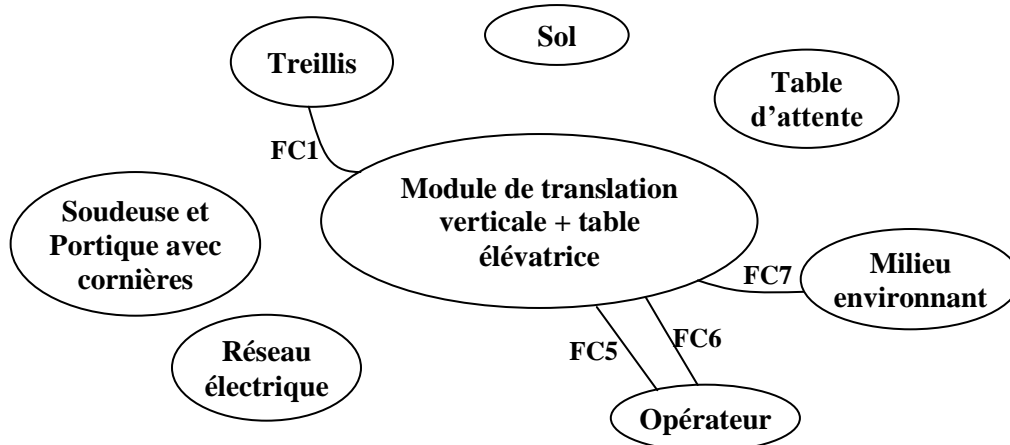 Sol
Treillis
Table
d'attente
FC1
Module de translation
verticale + table
élévatrice
Soudeuse et
Portique avec
cornières
Milieu
environnant
FC7
FC5
FC6
Réseau
électrique
Opérateur